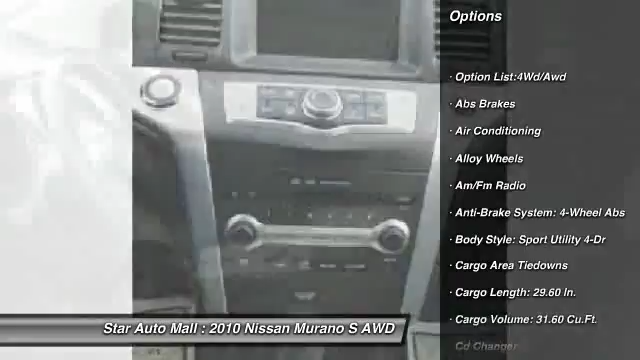 Options
· Option List:4Wd/Awd
· Abs Brakes
· Air Conditioning
· Alloy Wheels
· Am/Fm Radio
· Anti-Brake System: 4-Wheel Abs
· Body Style: Sport Utility 4-Dr
· Cargo Area Tiedowns
· Cargo Length: 29.60 In.
· Cargo Volume: 31.60 Cu.Ft.
Cd Changer
Star Auto Mall : 2010 Nissan Murano S AWD